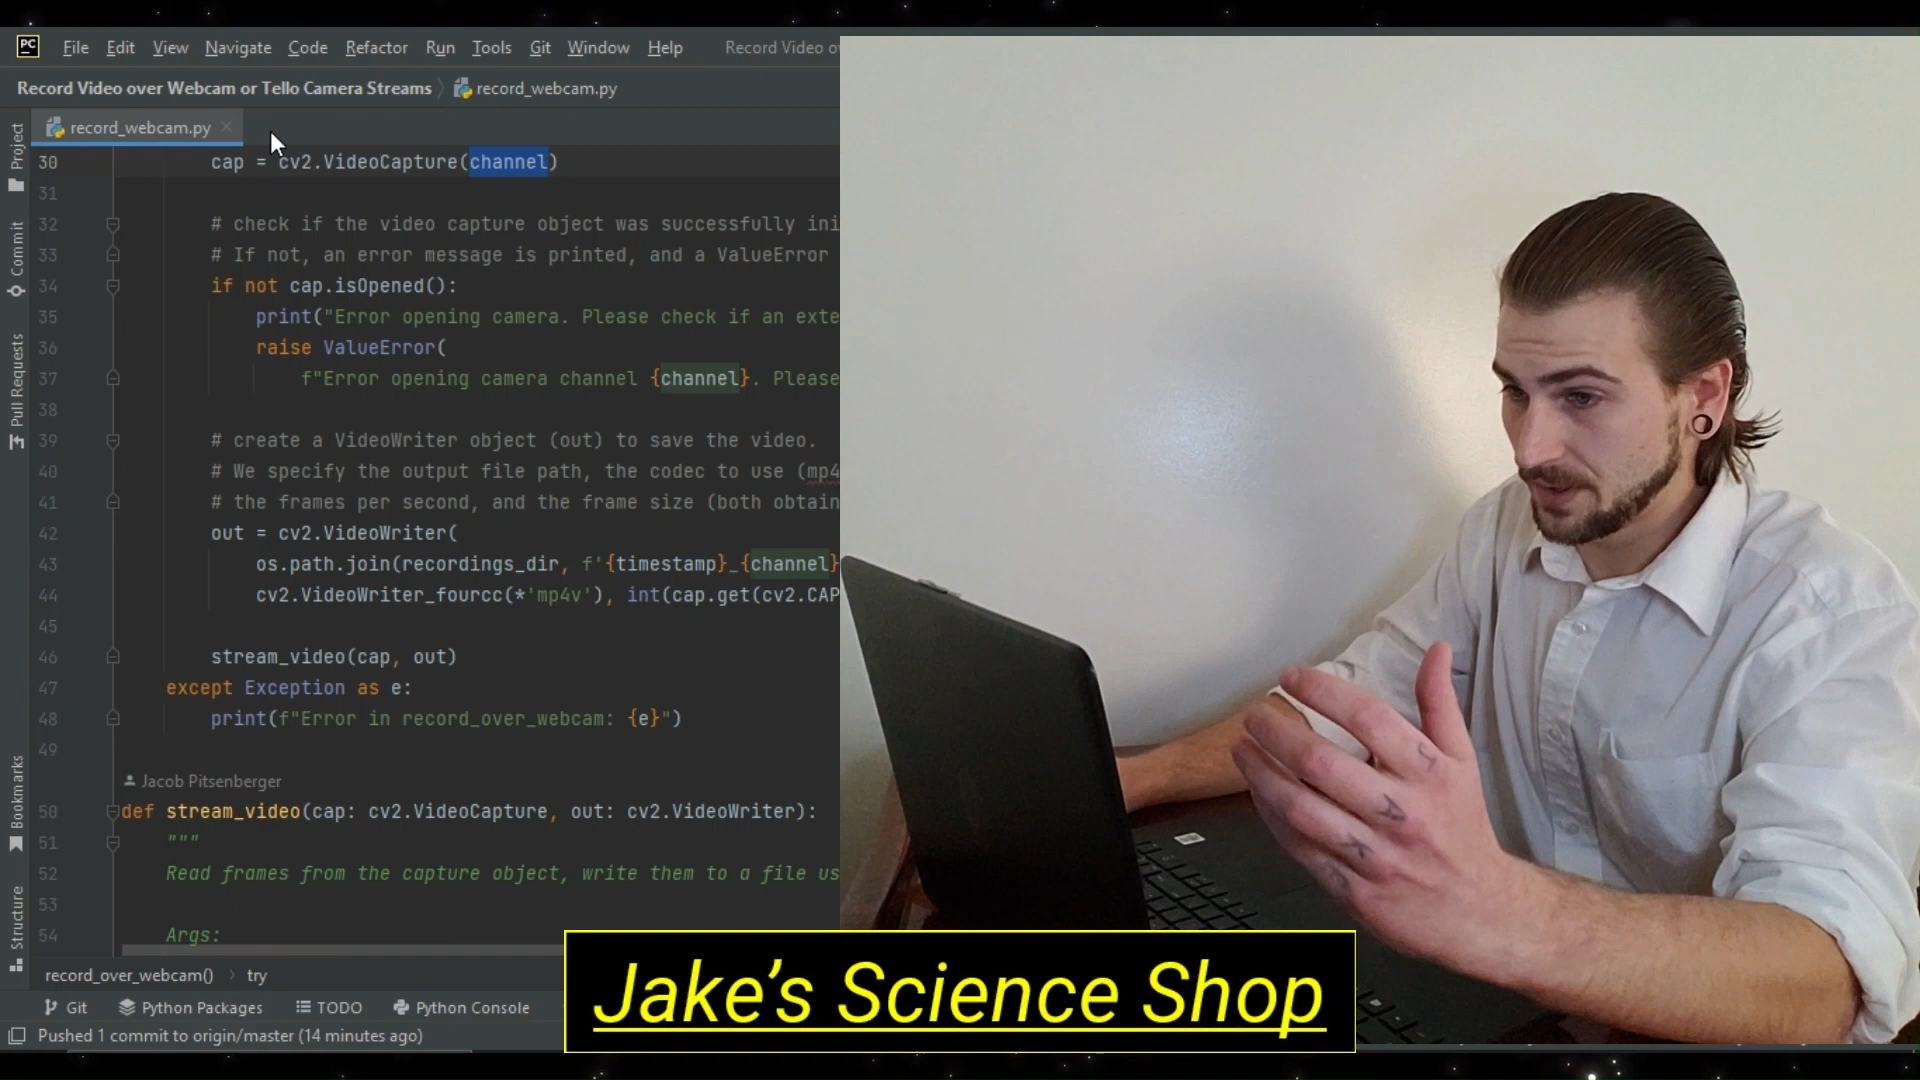 PC File Edit View Navigate Code Refactor Run Tools Git Window Help Record Video ov
Record Video over Webcam or Tello Camera Streams record_webcam.py
record_webcam.py
30 cap = cv2.VideoCapture(channel)
31
32 # check if the video capture object was successfully ini
33 # If not, an error message is printed, and a ValueError
34 if not cap.isOpened():
35 print("Error opening camera. Please check if an exte
36 raise ValueError(
37 f"Error opening camera channel {channel}. Please
38
39 # create a VideoWriter object (out) to save the video.
40 # We specify the output file path, the codec to use (mp4
41 # the frames per second, and the frame size (both obtain
42 out = cv2.VideoWriter(
43 os.path.join(recordings_dir, f'{timestamp}_{channel}
44 cv2.VideoWriter_fourcc(*'mp4v'), int(cap.get(cv2.CAP
45
46 stream_video(cap, out)
47 except Exception as e:
48 print(f"Error in record_over_webcam: {e}")
49
Jacob Pitsenberger
50 def stream_video(cap: cv2.VideoCapture, out: cv2.VideoWriter):
51 """
52 Read frames from the capture object, write them to a file us
53
54 Args:
record_over_webcam() try
Git Python Packages TODO Python Console
Pushed 1 commit to origin/master (14 minutes ago)
Project
Commit
Pull Requests
Bookmarks
Structure
Jake's Science Shop